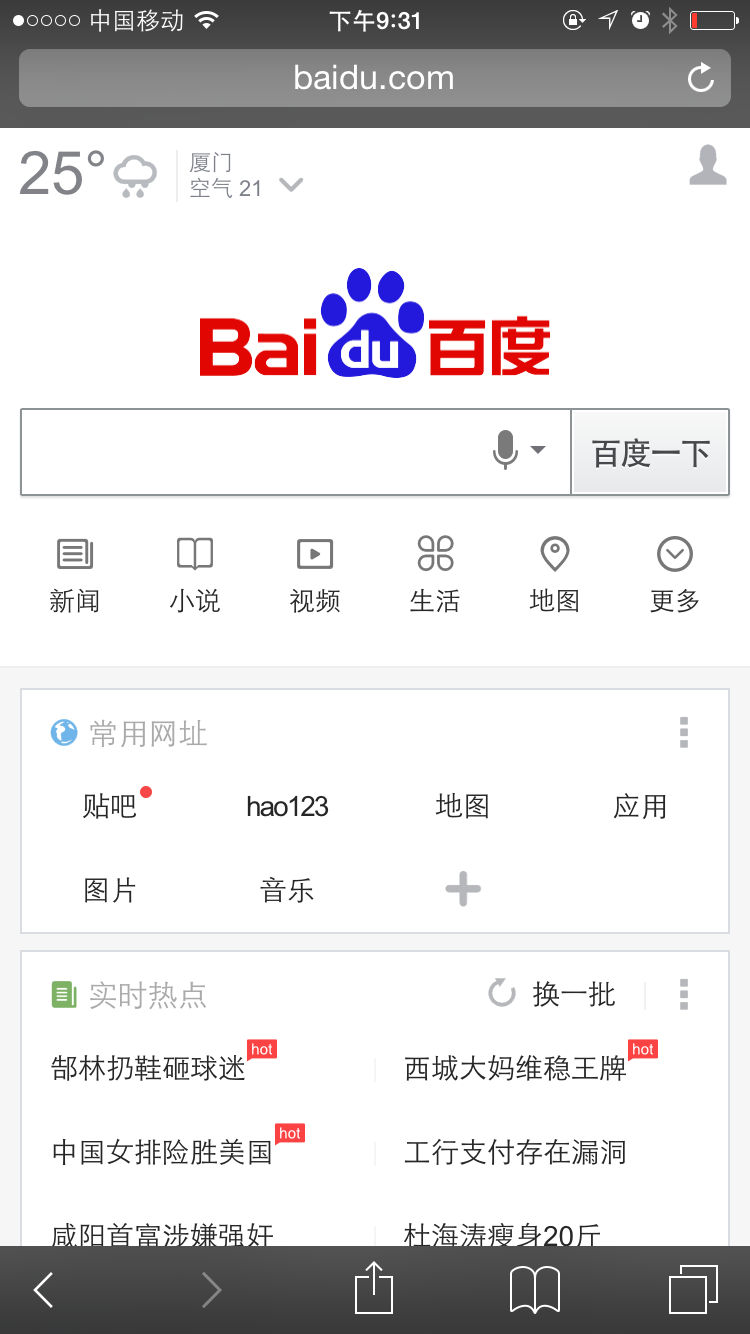 中国移动 下午9:31
baidu.com
25° 厦门
空气 21
Bai du 百度
百度一下
新闻 小说 视频 生活 地图 更多
常用网址
贴吧 hao123 地图 应用
图片 音乐
实时热点 换一批
郜林扔鞋砸球迷 hot 西城大妈维稳王牌 hot
中国女排险胜美国 hot 工行支付存在漏洞
咸阳首富涉嫌强奸 杜海涛瘦身20斤